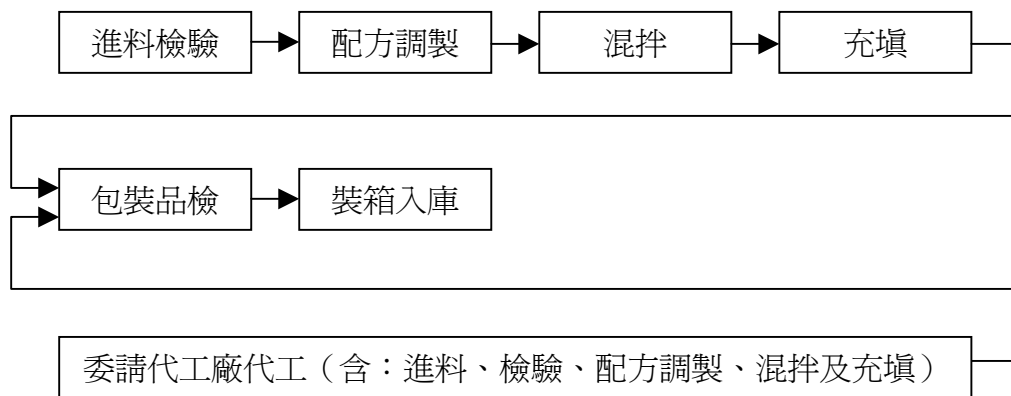 進料檢驗
配方調製
混拌
充塡
包裝品檢
裝箱入庫
委請代工廠代工（含：進料、檢驗、配方調製、混拌及充塡）